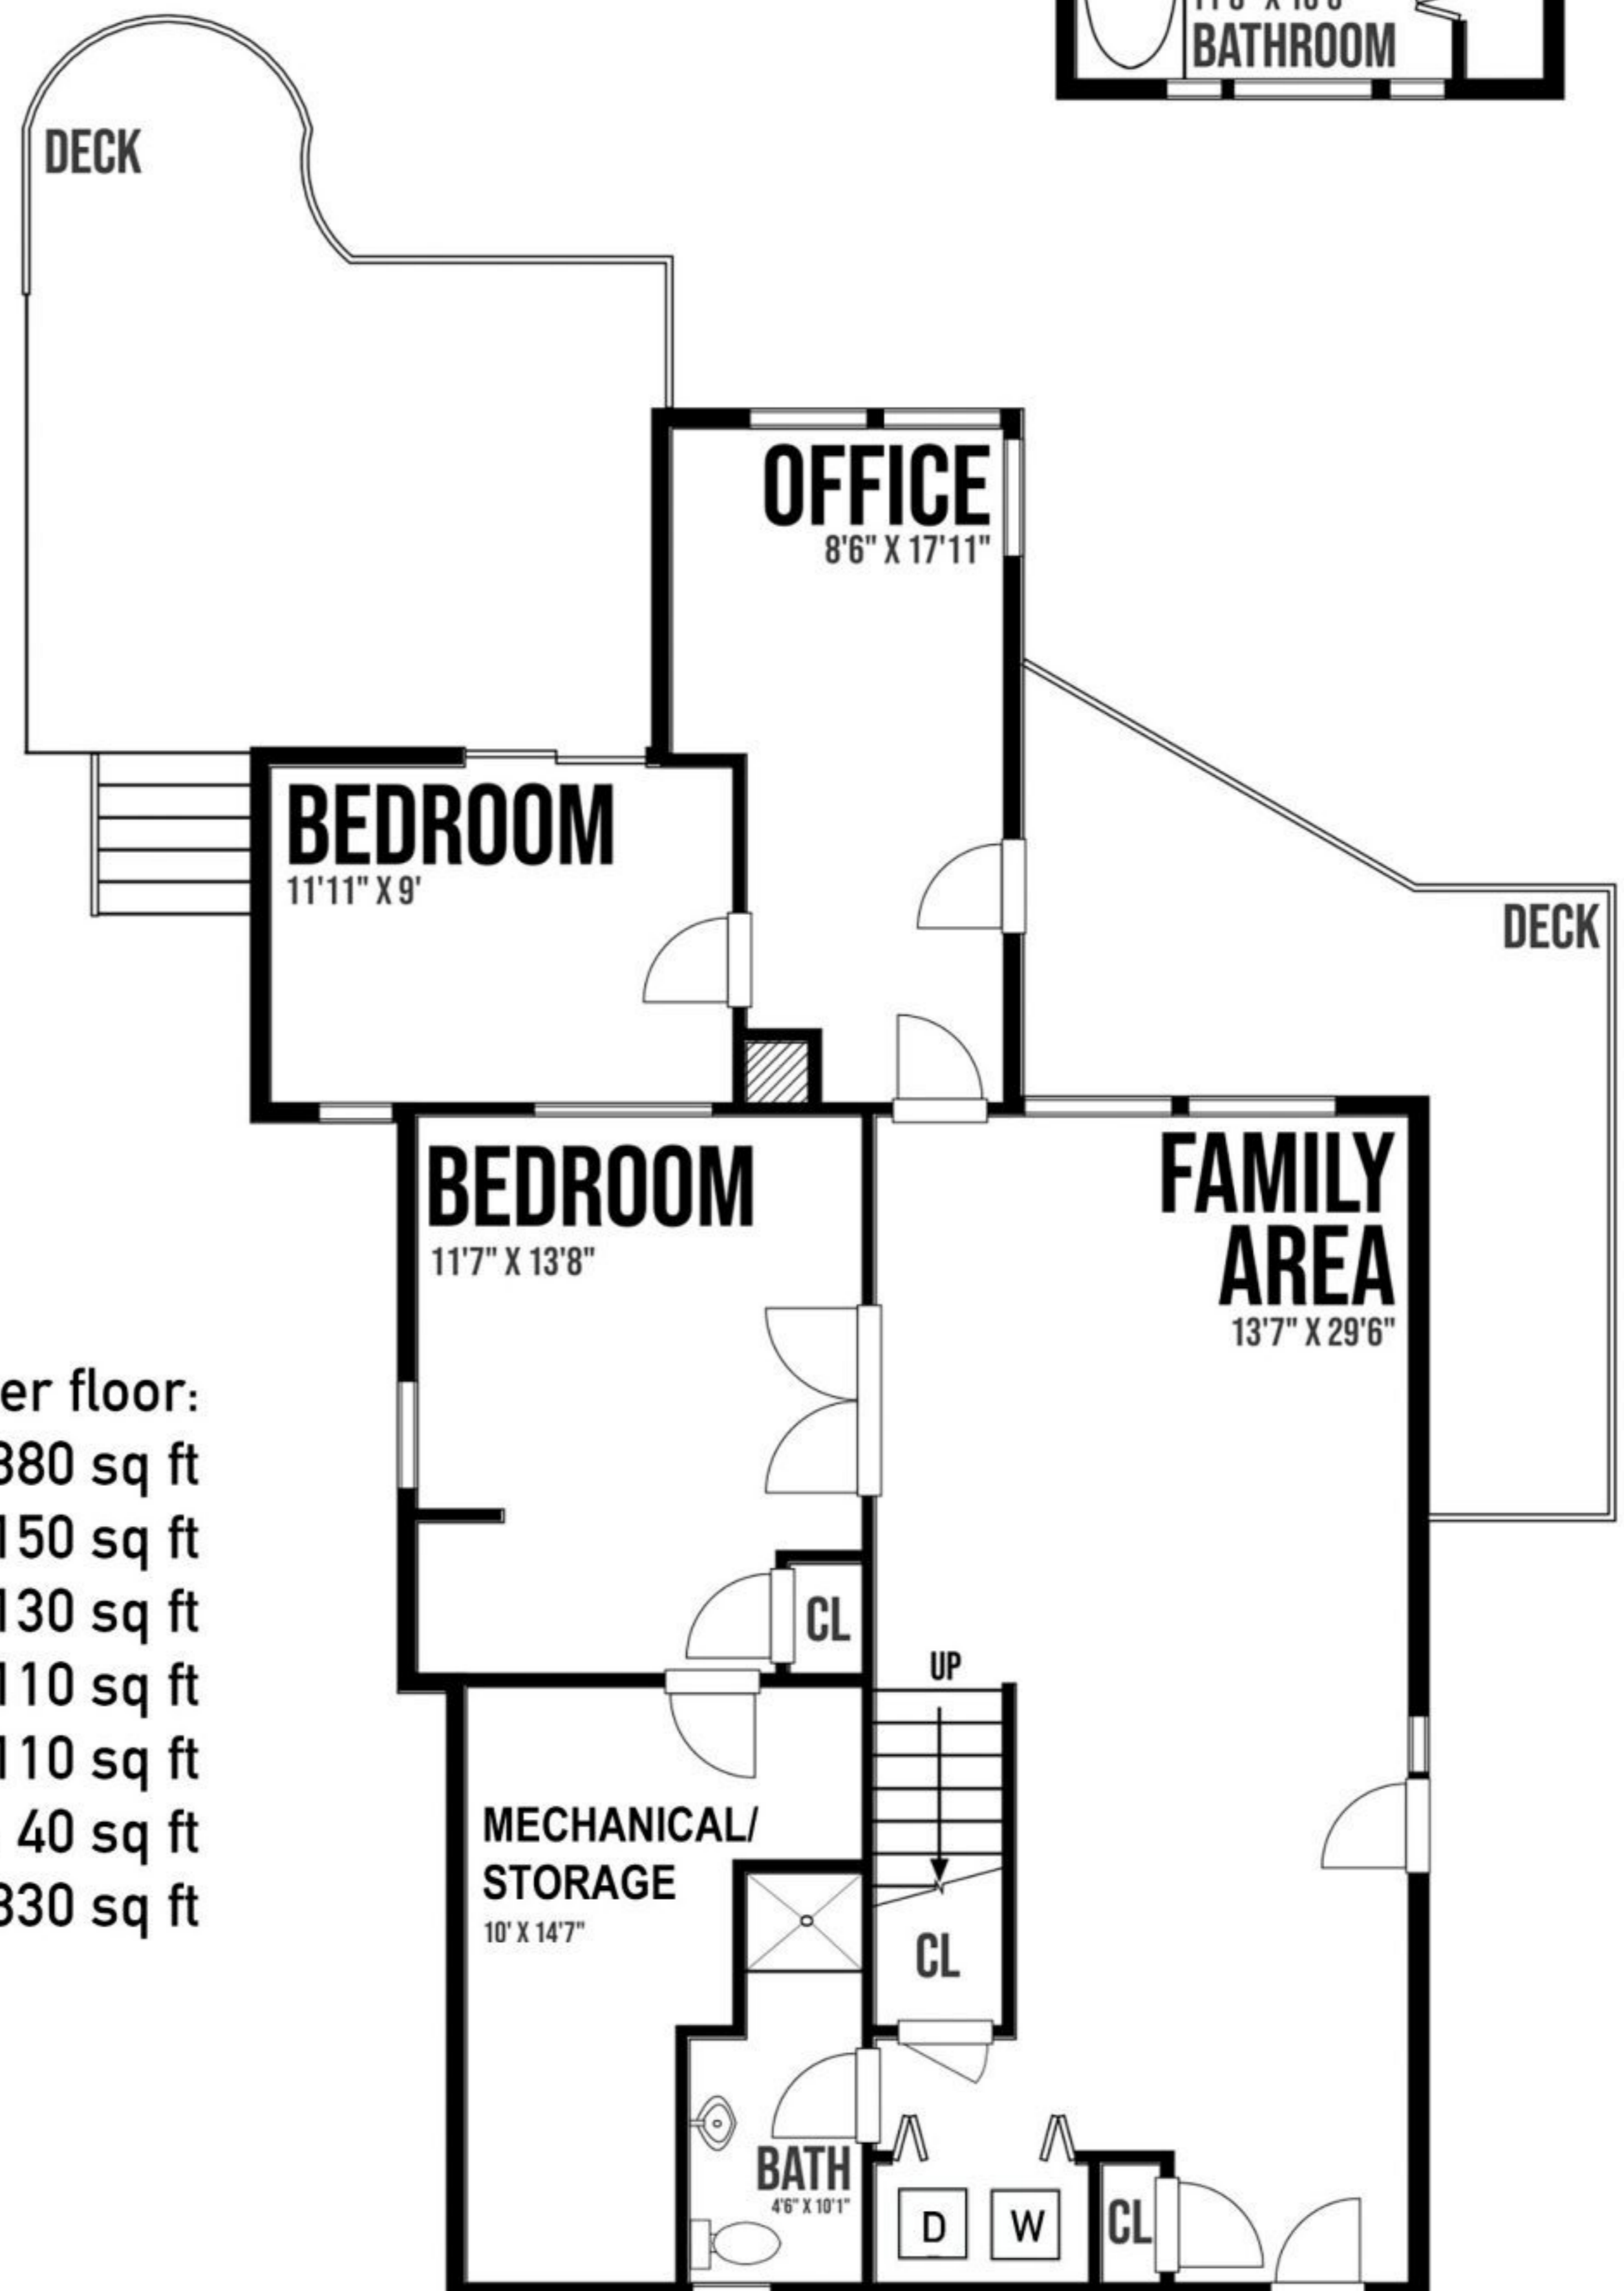 BATHROOM
DECK
OFFICE
8'6" X 17'11"
BEDROOM
11'11" X 9'
DECK
BEDROOM
11'7" X 13'8"
FAMILY
AREA
13'7" X 29'6"
er floor:
380 sq ft
150 sq ft
130 sq ft
110 sq ft
110 sq ft
40 sq ft
330 sq ft
CL
UP
MECHANICAL/
STORAGE
10' X 14'7"
CL
BATH
4'6" X 10'1"
D
W
CL